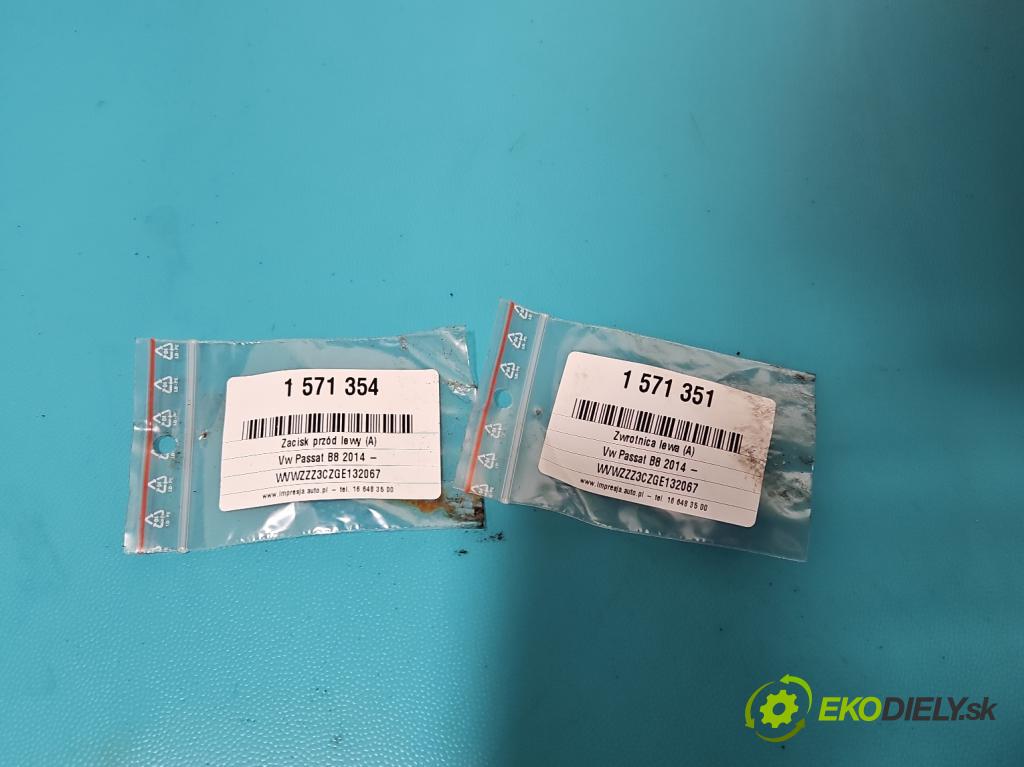 1 571 354
Zacisk przód lewy (A)
Vw Passat B8 2014 –
WVWZZZ3CZGE132067
www.impresja.auto.pl – tel. 16 648 35 00
1 571 351
Zwrotnica lewa (A)
Vw Passat B8 2014 –
WVWZZZ3CZGE132067
www.impresja.auto.pl – tel. 16 648 35 00
EKODIELY.sk